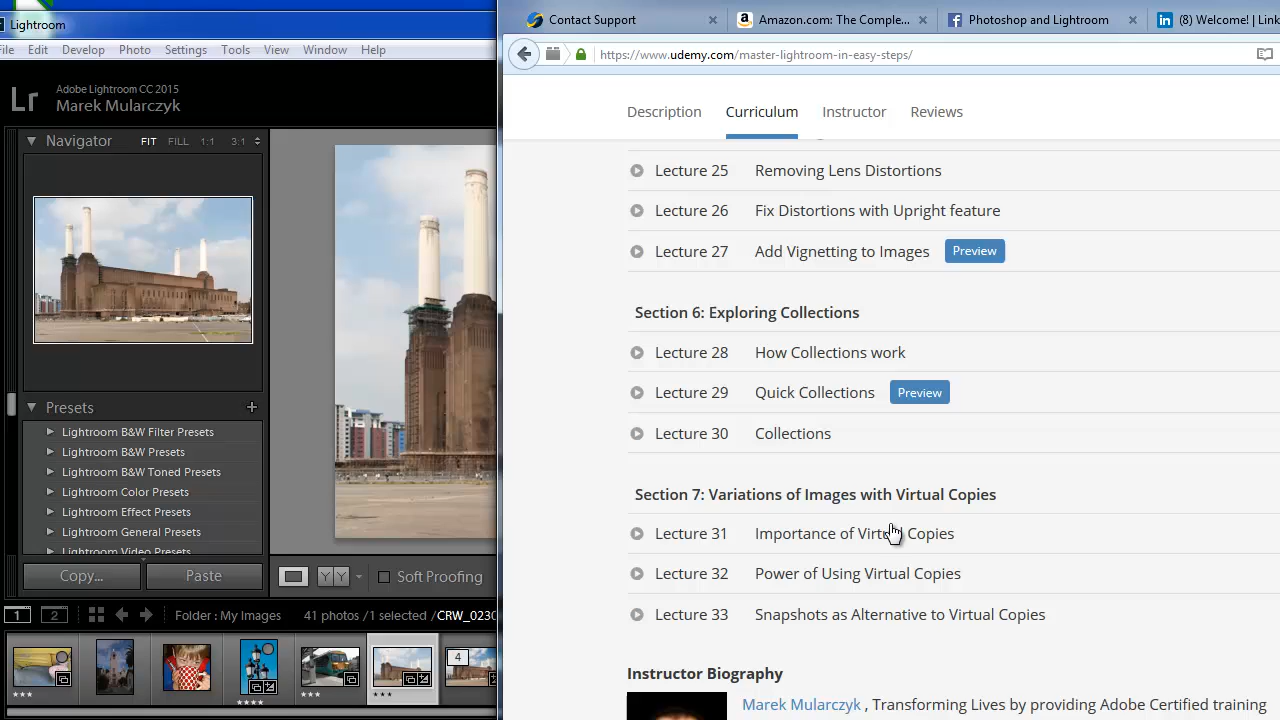 Lightroom
File Edit Develop Photo Settings Tools View Window Help
Lr
Adobe Lightroom CC 2015
Marek Mularczyk
Navigator FIT FILL 1:1 3:1
Presets +
Lightroom B&W Filter Presets
Lightroom B&W Presets
Lightroom B&W Toned Presets
Lightroom Color Presets
Lightroom Effect Presets
Lightroom General Presets
Lightroom Video Presets
Copy... Paste
Y Y Soft Proofing
1 2 Folder : My Images 41 photos / 1 selected / CRW_0230
4
Contact Support × Amazon.com: The Comple... × Photoshop and Lightroom × (8) Welcome! | Link
https://www.udemy.com/master-lightroom-in-easy-steps/
Description Curriculum Instructor Reviews
Lecture 25 Removing Lens Distortions
Lecture 26 Fix Distortions with Upright feature
Lecture 27 Add Vignetting to Images Preview
Section 6: Exploring Collections
Lecture 28 How Collections work
Lecture 29 Quick Collections Preview
Lecture 30 Collections
Section 7: Variations of Images with Virtual Copies
Lecture 31 Importance of Virtual Copies
Lecture 32 Power of Using Virtual Copies
Lecture 33 Snapshots as Alternative to Virtual Copies
Instructor Biography
Marek Mularczyk , Transforming Lives by providing Adobe Certified training